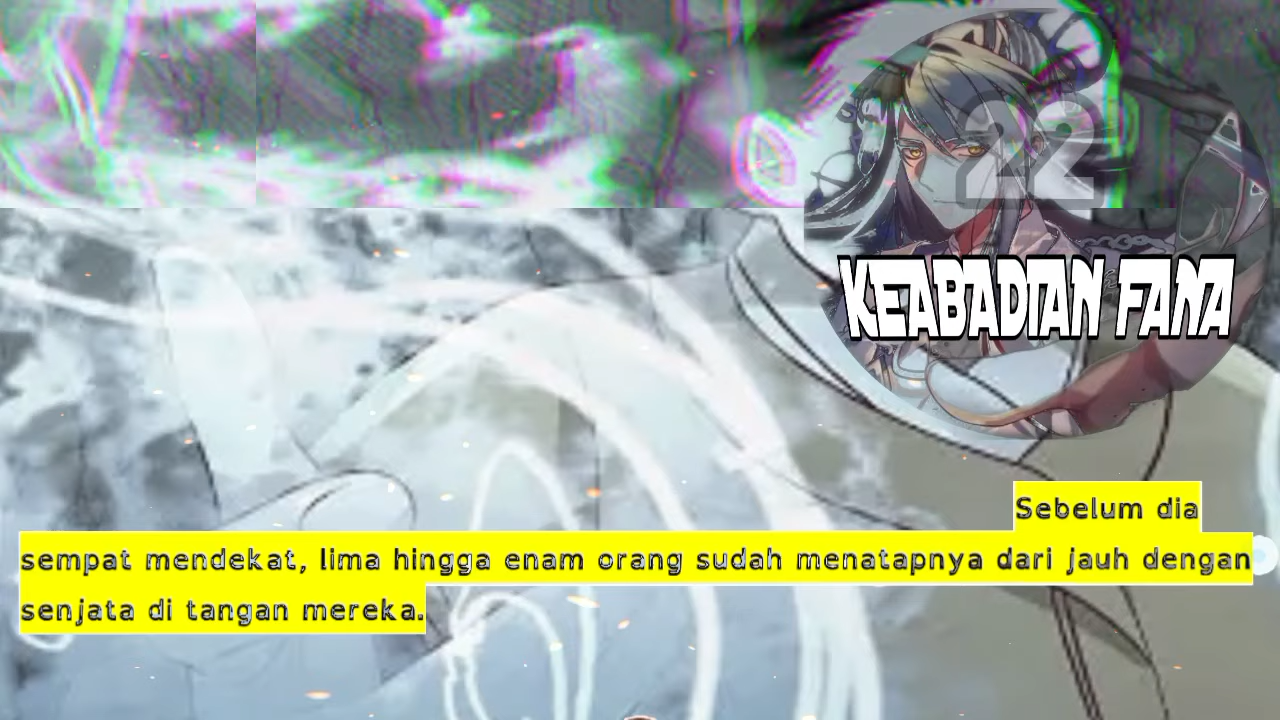 22
KEABADIAN FANA
Sebelum dia
sempat mendekat, lima hingga enam orang sudah menatapnya dari jauh dengan
senjata di tangan mereka.